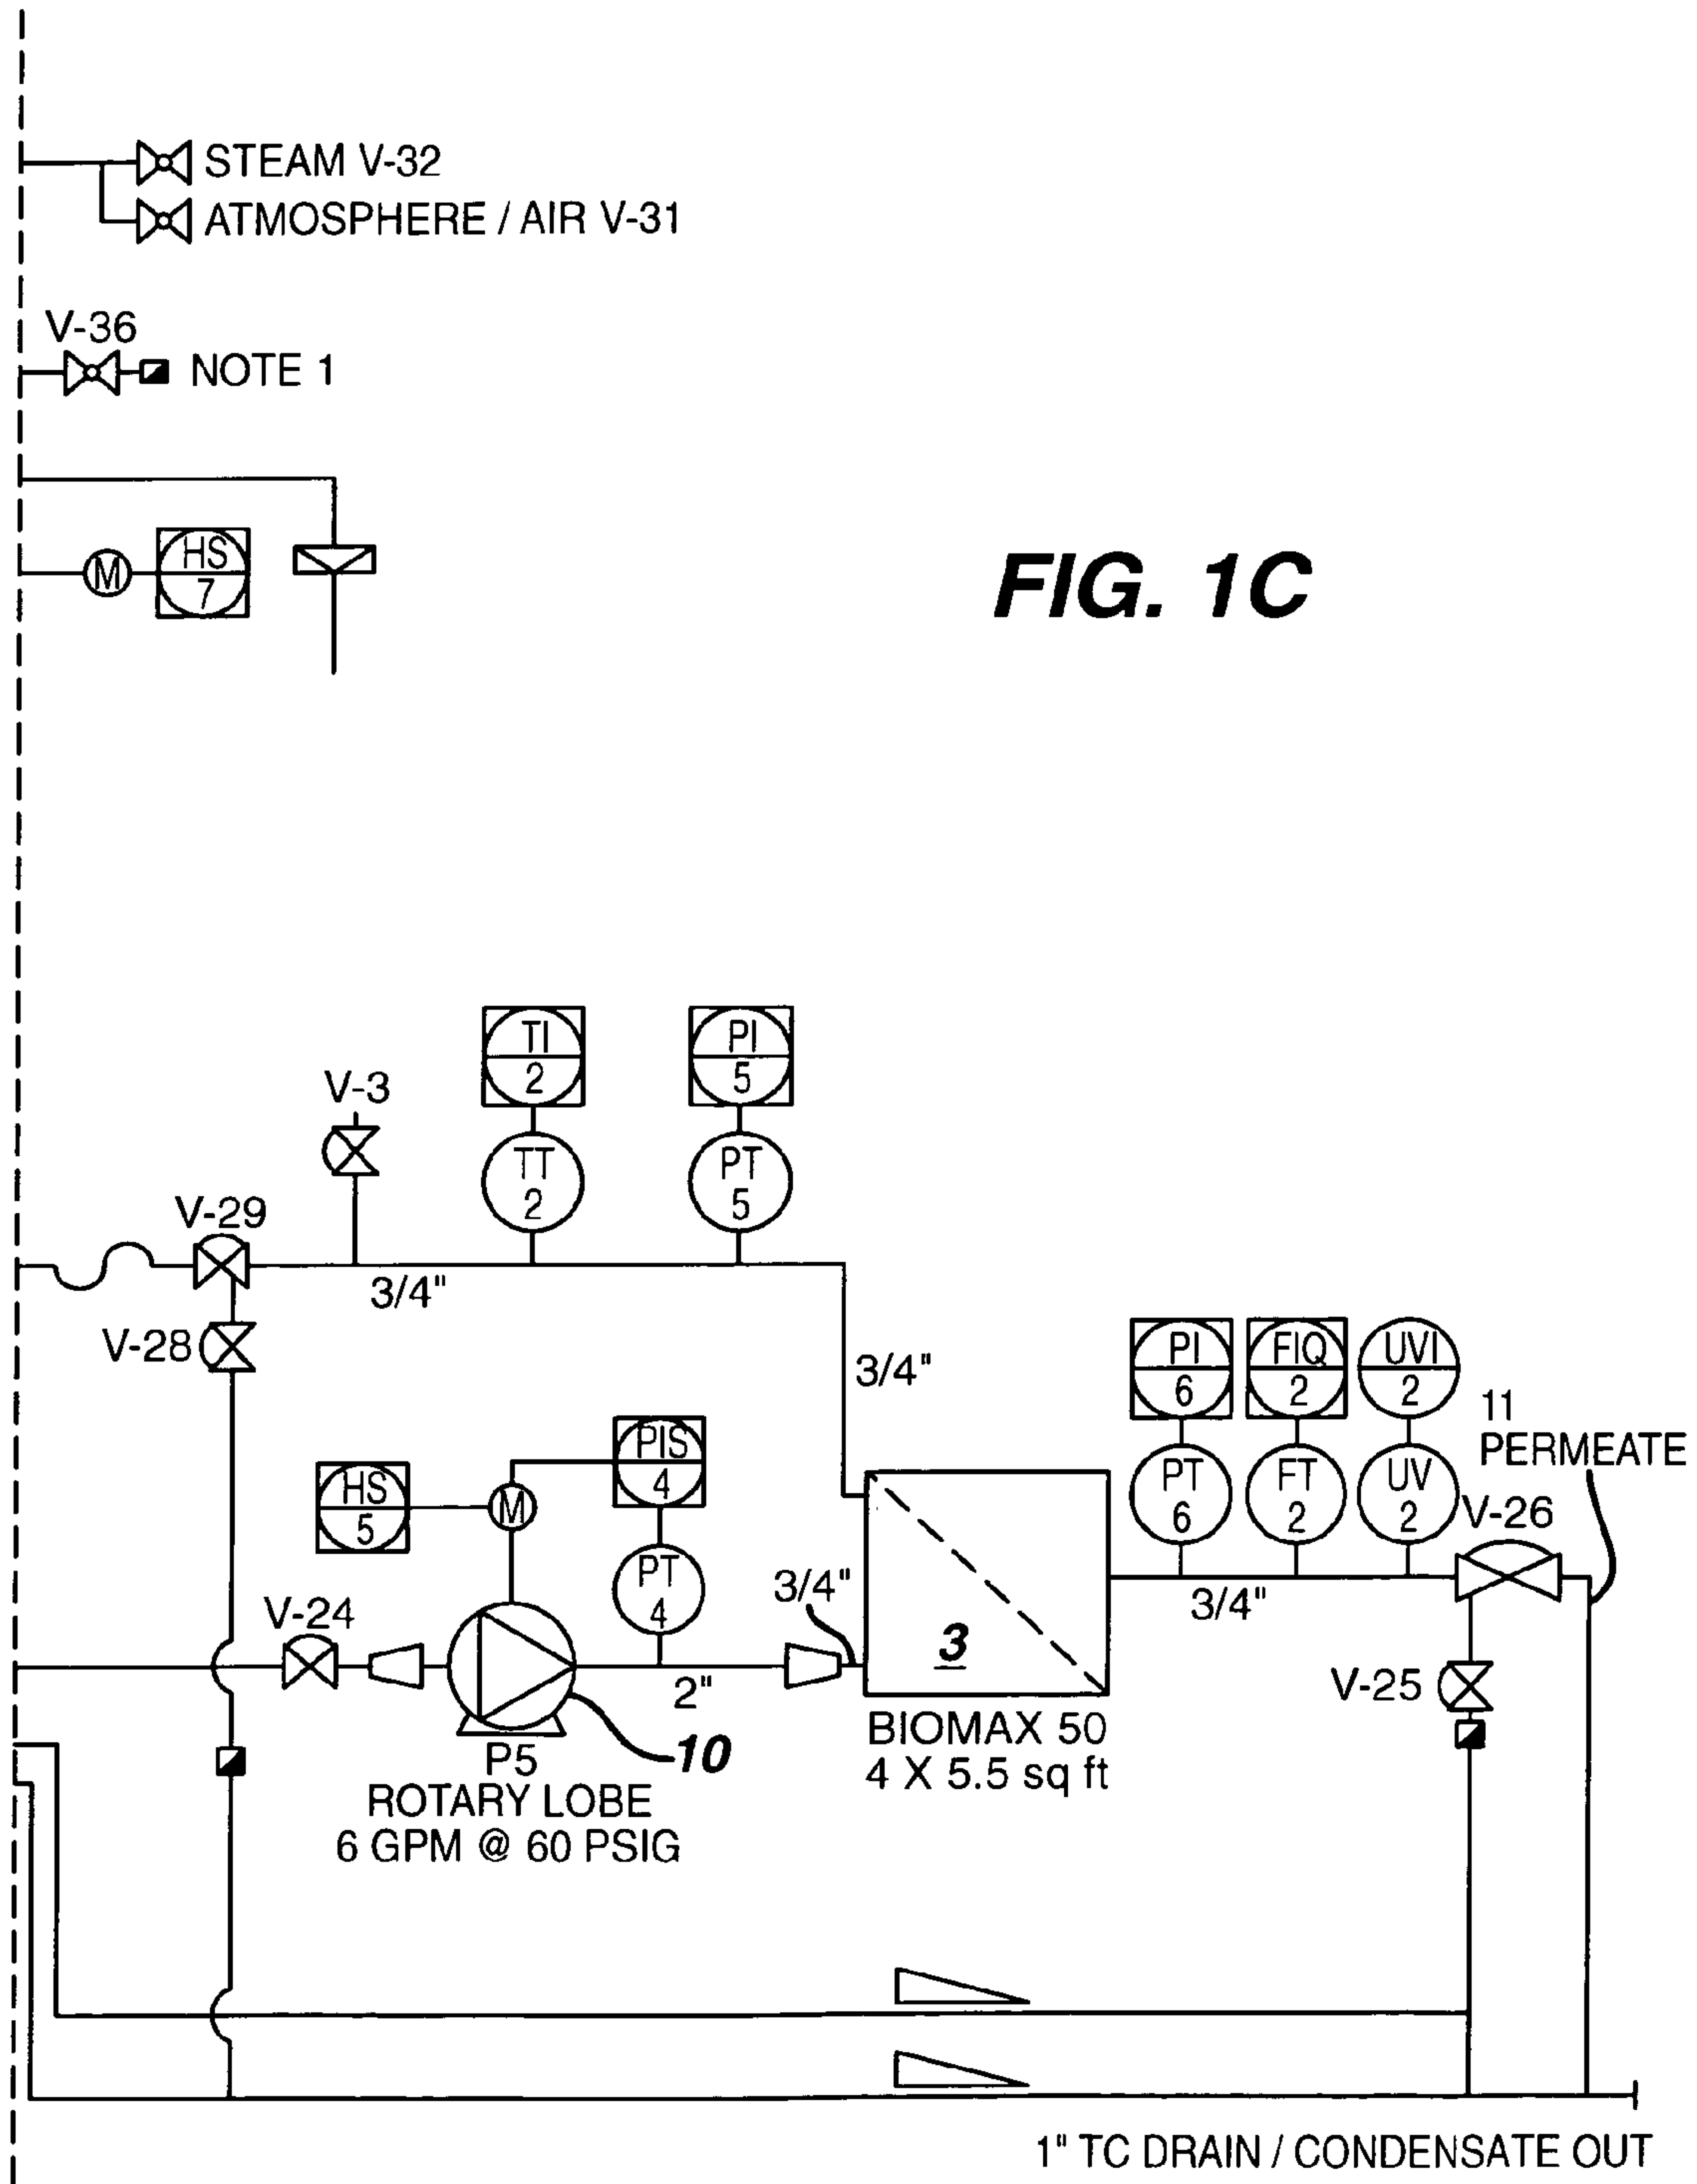 STEAM V-32
ATMOSPHERE / AIR V-31
V-36
NOTE 1
HS
7
M
FIG. 1C
TI
2
PI
5
V-3
TT
2
PT
5
V-29
3/4"
V-28
3/4"
PI
6
FIQ
2
UVI
2
11
PERMEATE
PIS
4
HS
5
M
PT
6
FT
2
UV
2
V-26
PT
4
3/4"
3/4"
V-24
3
V-25
2"
10
BIOMAX 50
4 X 5.5 sq ft
P5
ROTARY LOBE
6 GPM @ 60 PSIG
1" TC DRAIN / CONDENSATE OUT